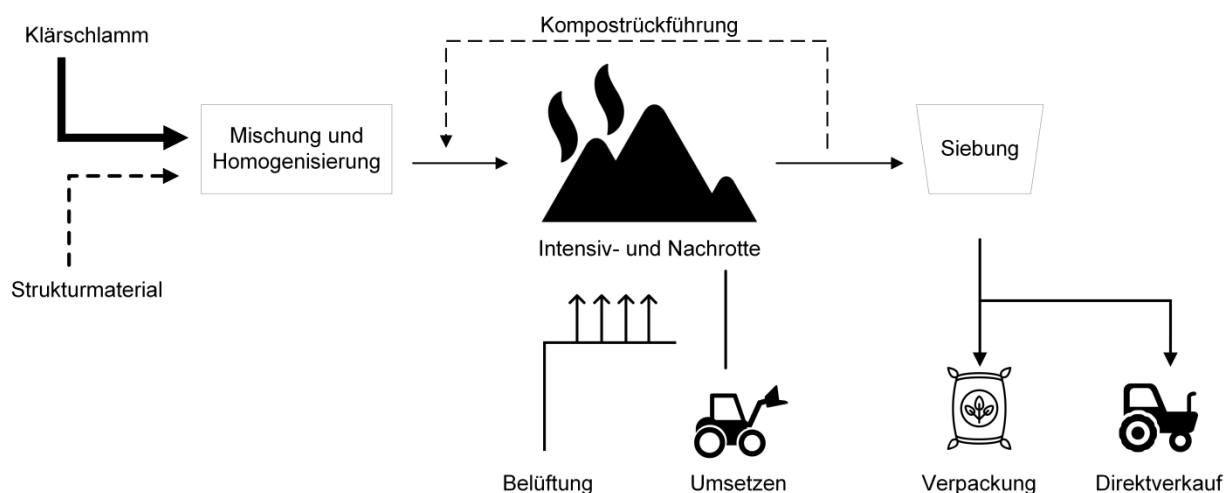 Kompostrückführung
Klärschlamm
Mischung und
Homogenisierung
Siebung
Intensiv- und Nachrotte
Strukturmaterial
Belüftung
Umsetzen
Verpackung
Direktverkauf